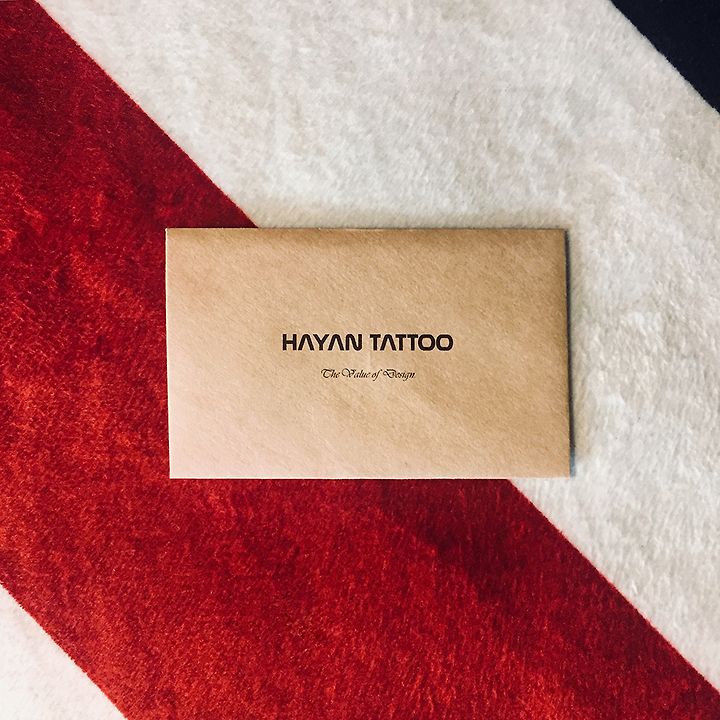 HAYAN TATTOO
The Value of Design.